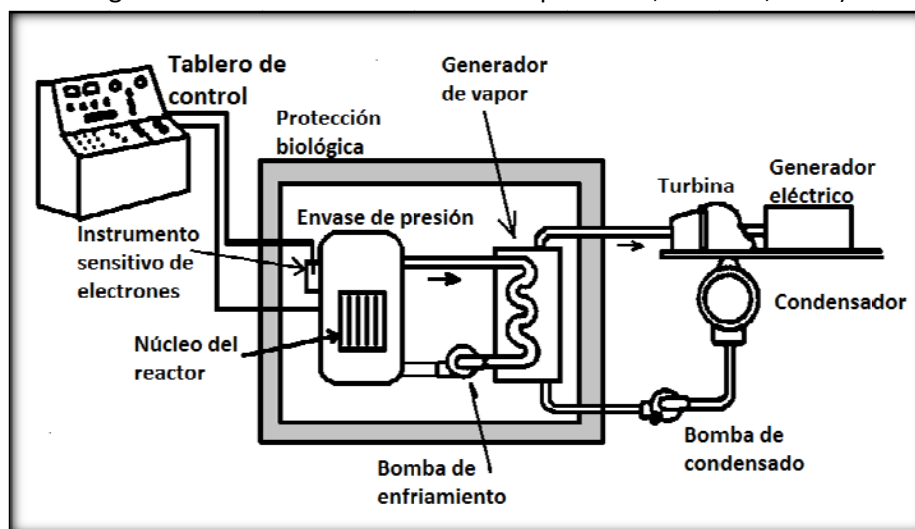 Tablero de
control
Generador
de vapor
Protección
biológica
Turbina
Generador
eléctrico
Envase de presión
Instrumento
sensitivo de
electrones
Condensador
Núcleo del
reactor
Bomba de
condensado
Bomba de
enfriamiento